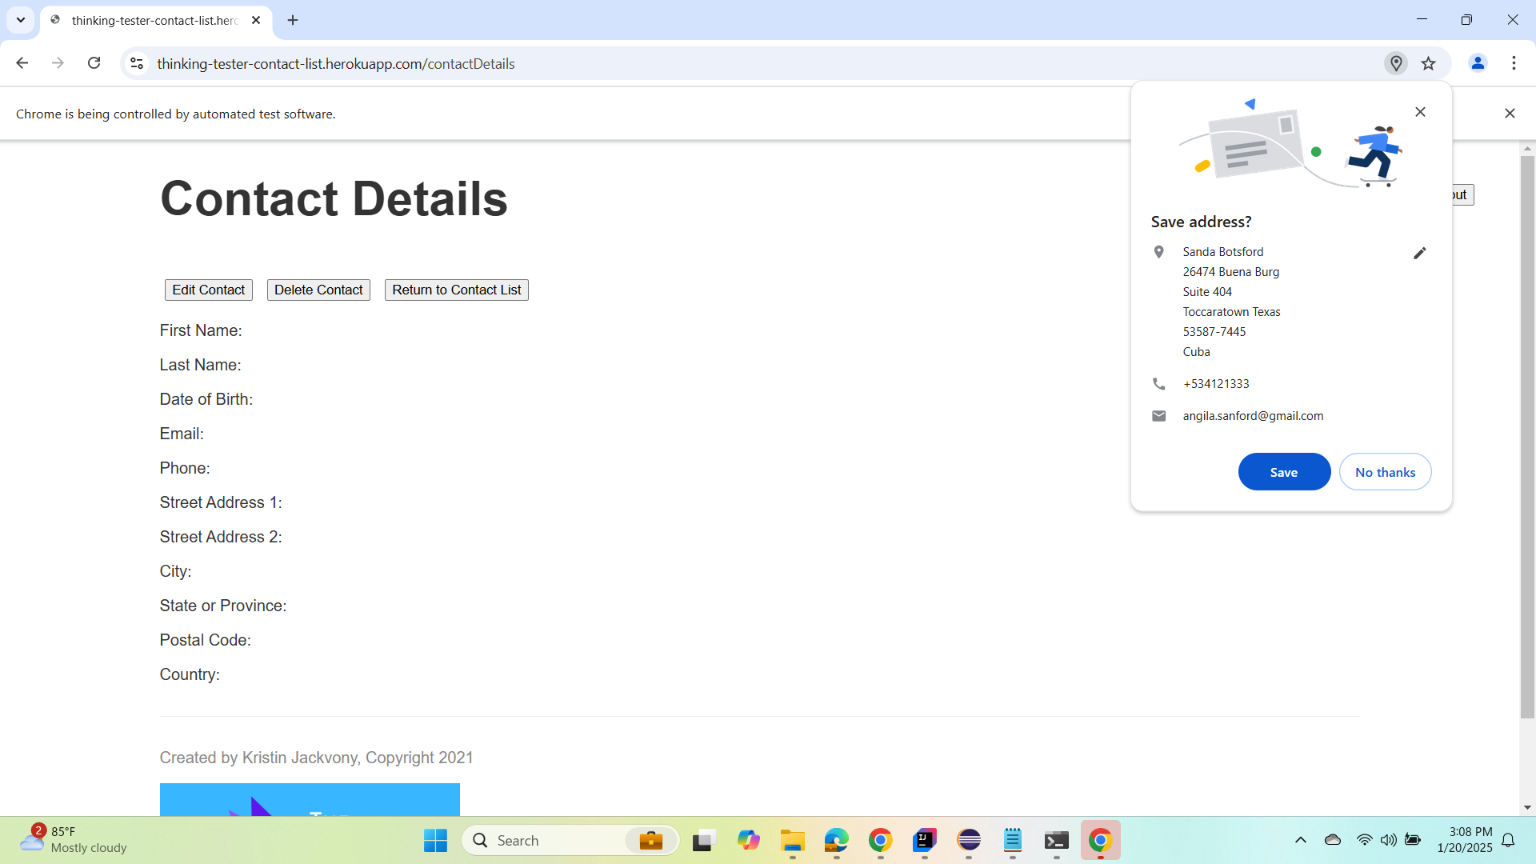 thinking-tester-contact-list.herc
thinking-tester-contact-list.herokuapp.com/contactDetails
Chrome is being controlled by automated test software.
Contact Details
out
Edit Contact
Delete Contact
Return to Contact List
First Name:
Last Name:
Date of Birth:
Email:
Phone:
Street Address 1:
Street Address 2:
City:
State or Province:
Postal Code:
Country:
Created by Kristin Jackvony, Copyright 2021
Save address?
Sanda Botsford
26474 Buena Burg
Suite 404
Toccaratown Texas
53587-7445
Cuba
+534121333
angila.sanford@gmail.com
Save
No thanks
2
85°F
Mostly cloudy
Search
3:08 PM
1/20/2025